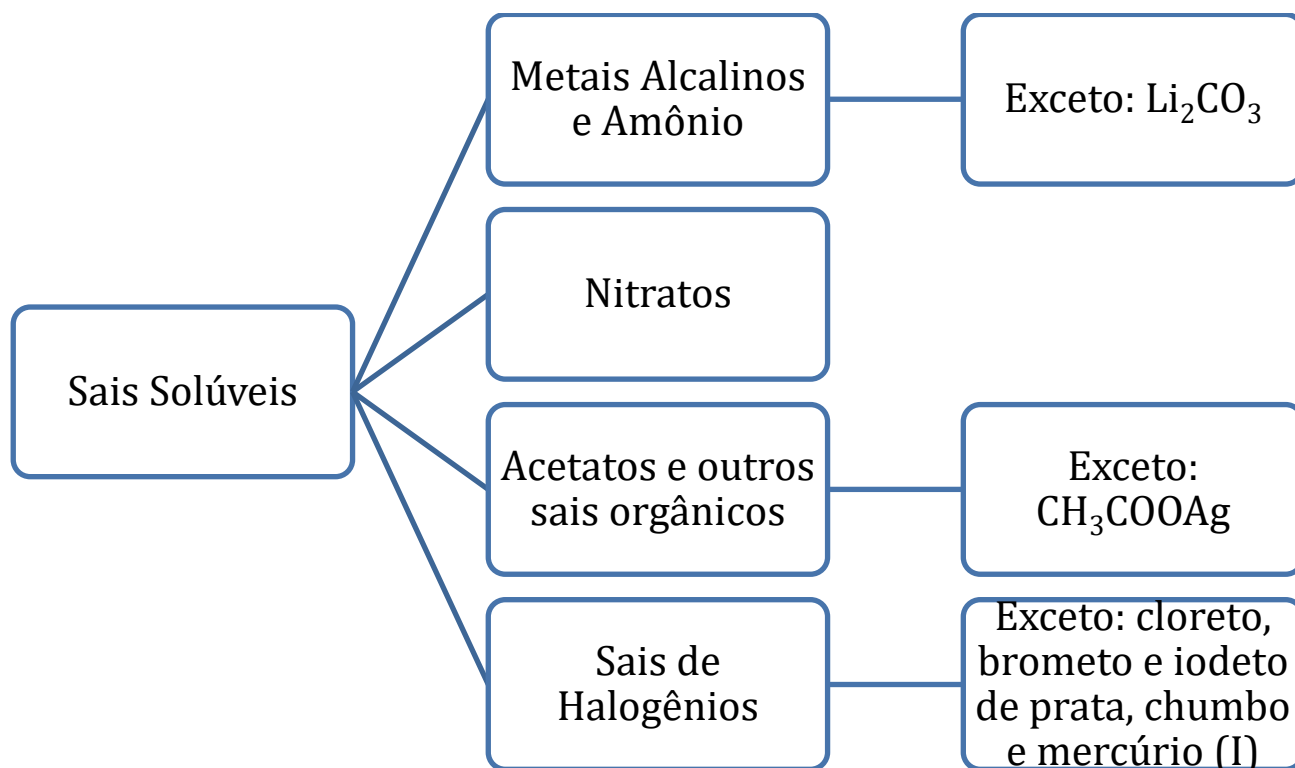 Sais Solúveis
Metais Alcalinos
e Amônio
Exceto: Li₂CO₃
Nitratos
Acetatos e outros
sais orgânicos
Exceto:
CH₃COOAg
Sais de
Halogênios
Exceto: cloreto,
brometo e iodeto
de prata, chumbo
e mercúrio (I)